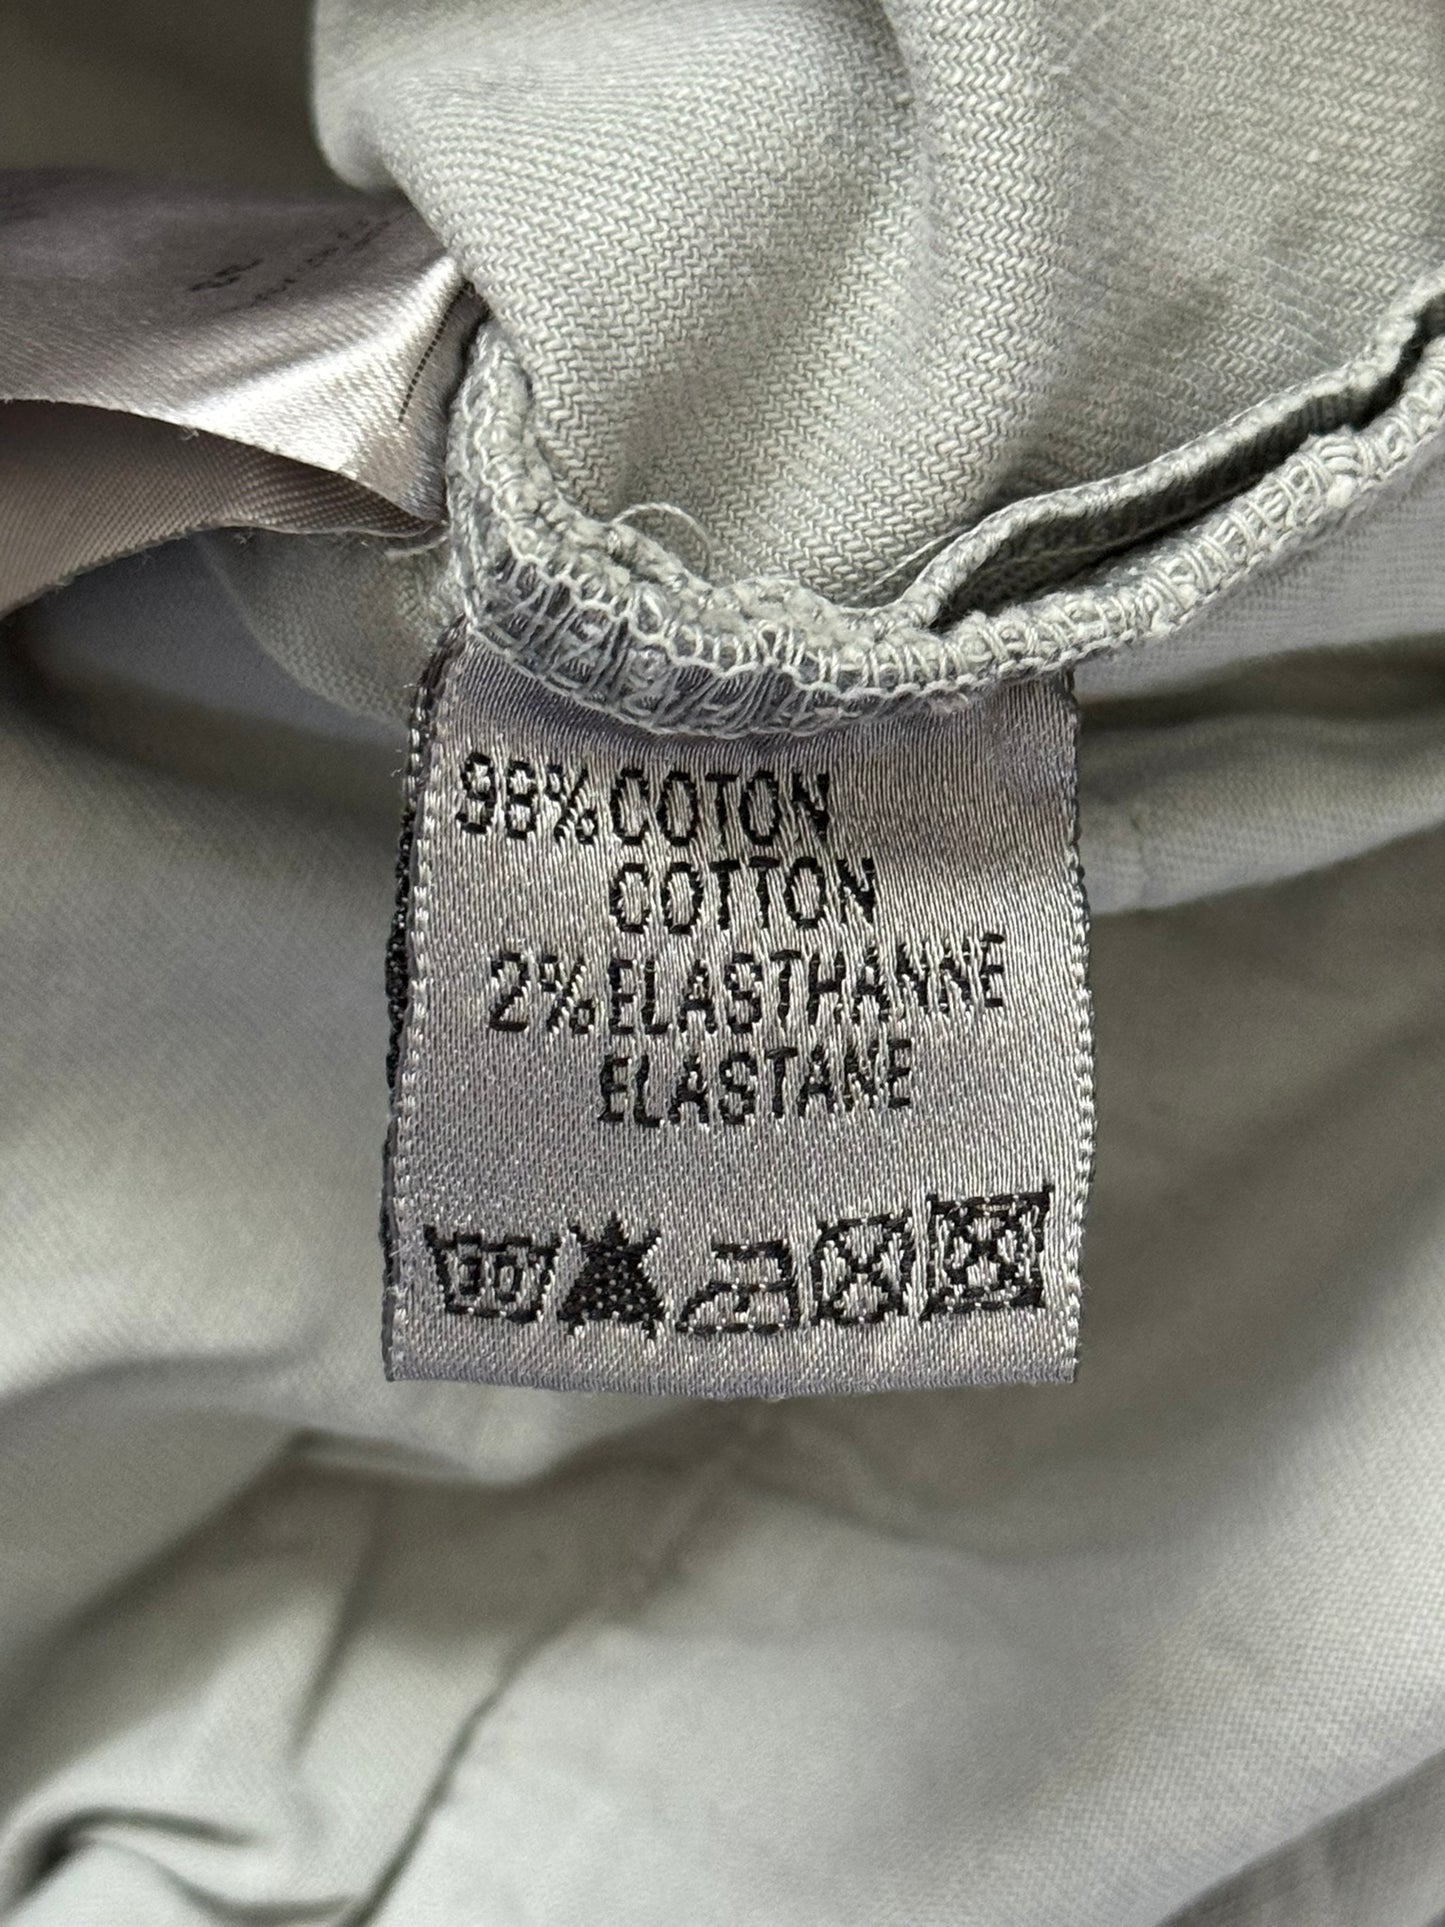 98% COTON
COTTON
2% ELASTHANNE
ELASTANE
30